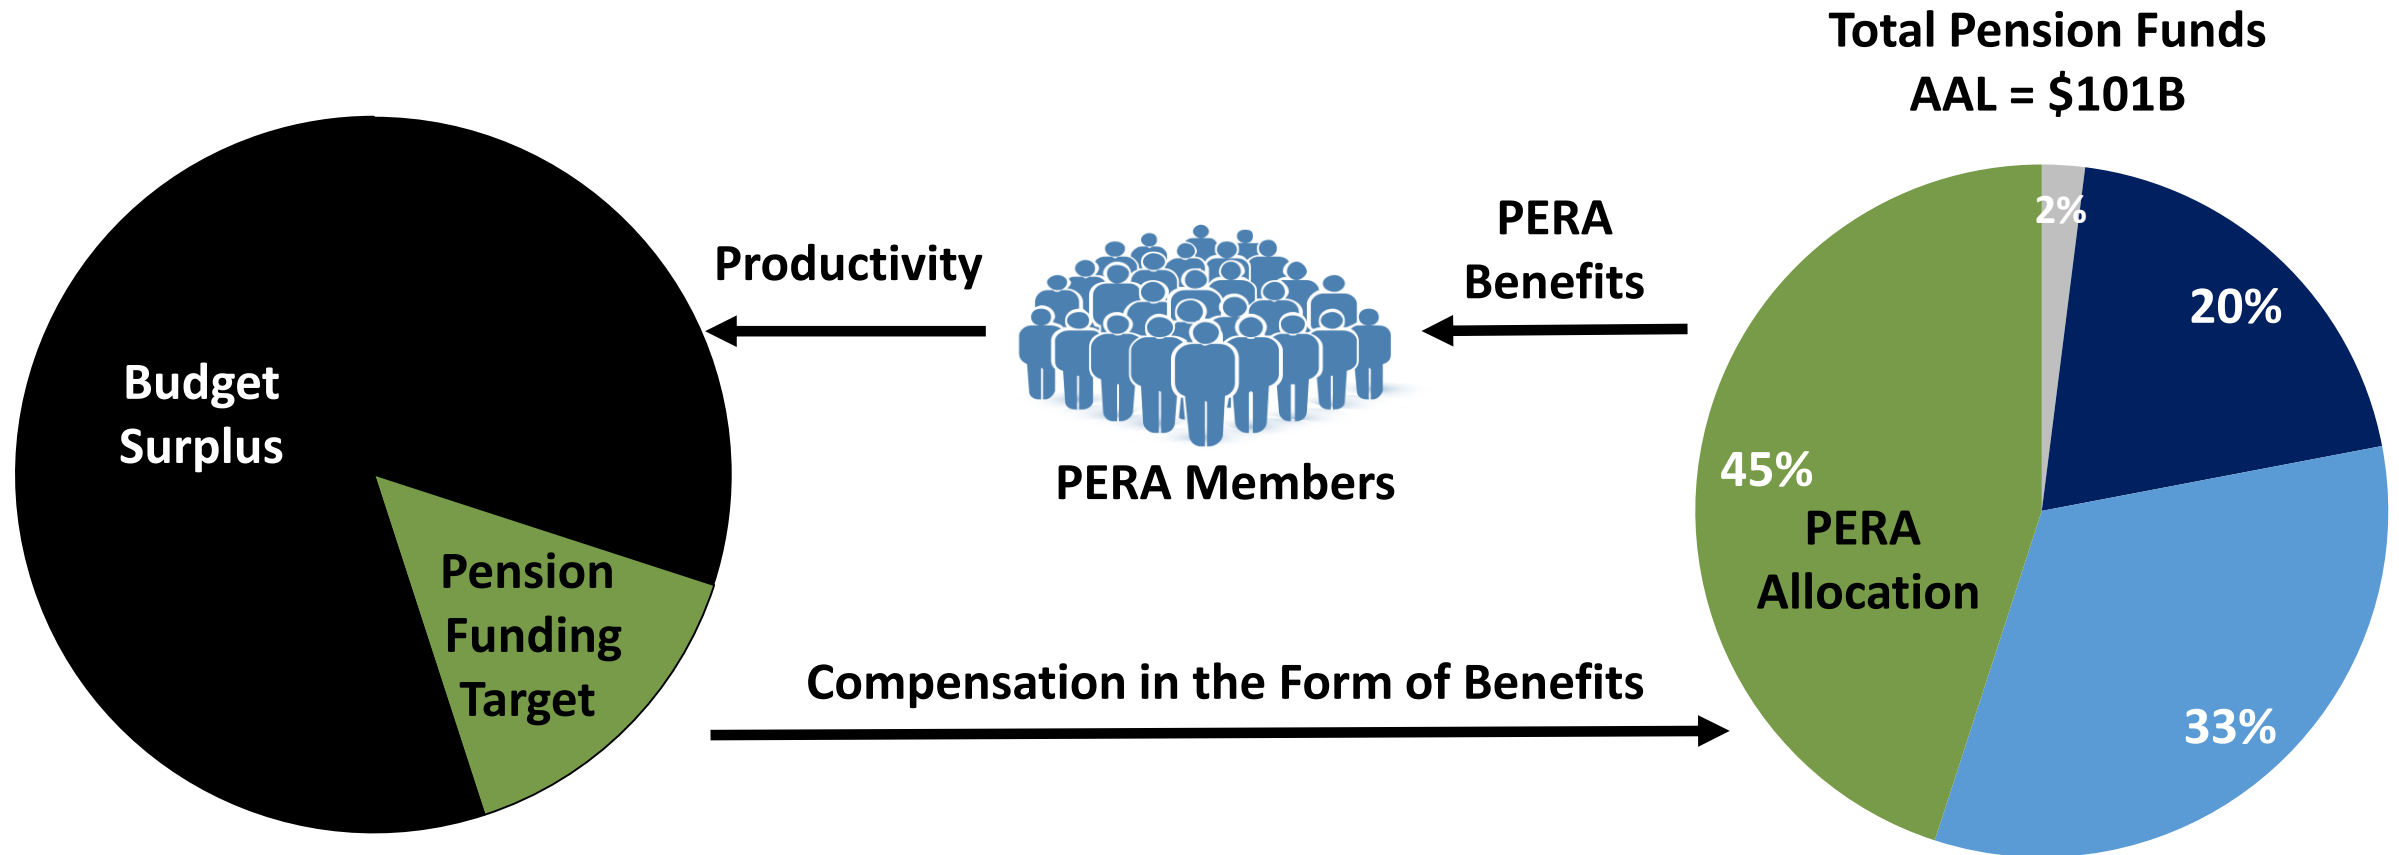 Total Pension Funds
AAL = $101B
Budget
Surplus
Pension
Funding
Target
Productivity
PERA Members
PERA
Benefits
Compensation in the Form of Benefits
2%
20%
33%
45%
PERA
Allocation